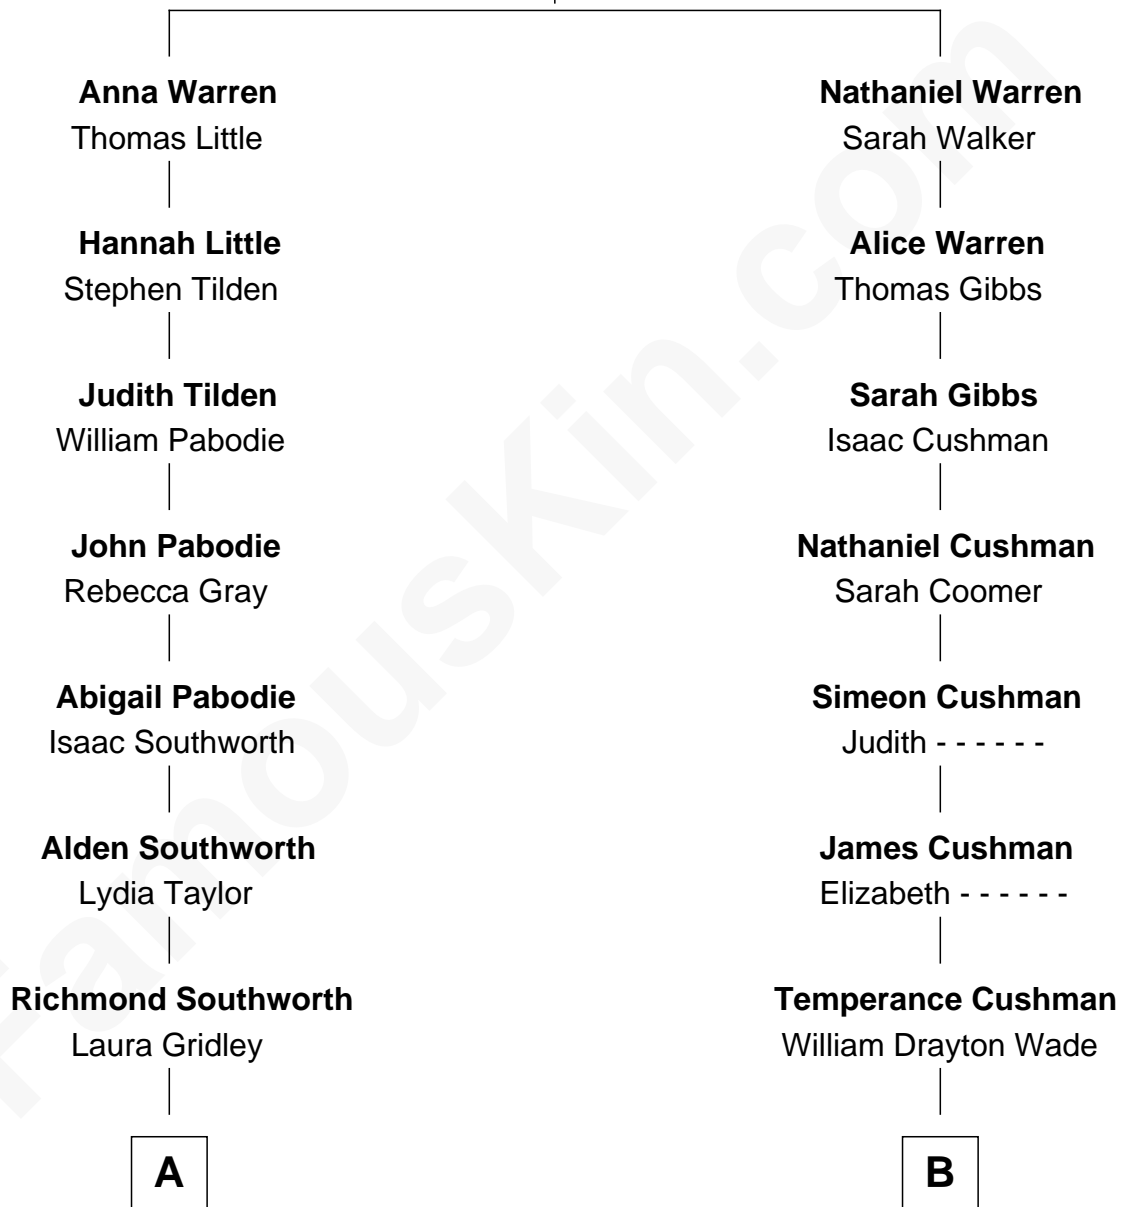 Anna Warren
Thomas Little
Hannah Little
Stephen Tilden
Judith Tilden
William Pabodie
John Pabodie
Rebecca Gray
Abigail Pabodie
Isaac Southworth
Alden Southworth
Lydia Taylor
Richmond Southworth
Laura Gridley
A
Nathaniel Warren
Sarah Walker
Alice Warren
Thomas Gibbs
Sarah Gibbs
Isaac Cushman
Nathaniel Cushman
Sarah Coomer
Simeon Cushman
Judith - - - - - -
James Cushman
Elizabeth - - - - - -
Temperance Cushman
William Drayton Wade
B
FamousKin.com